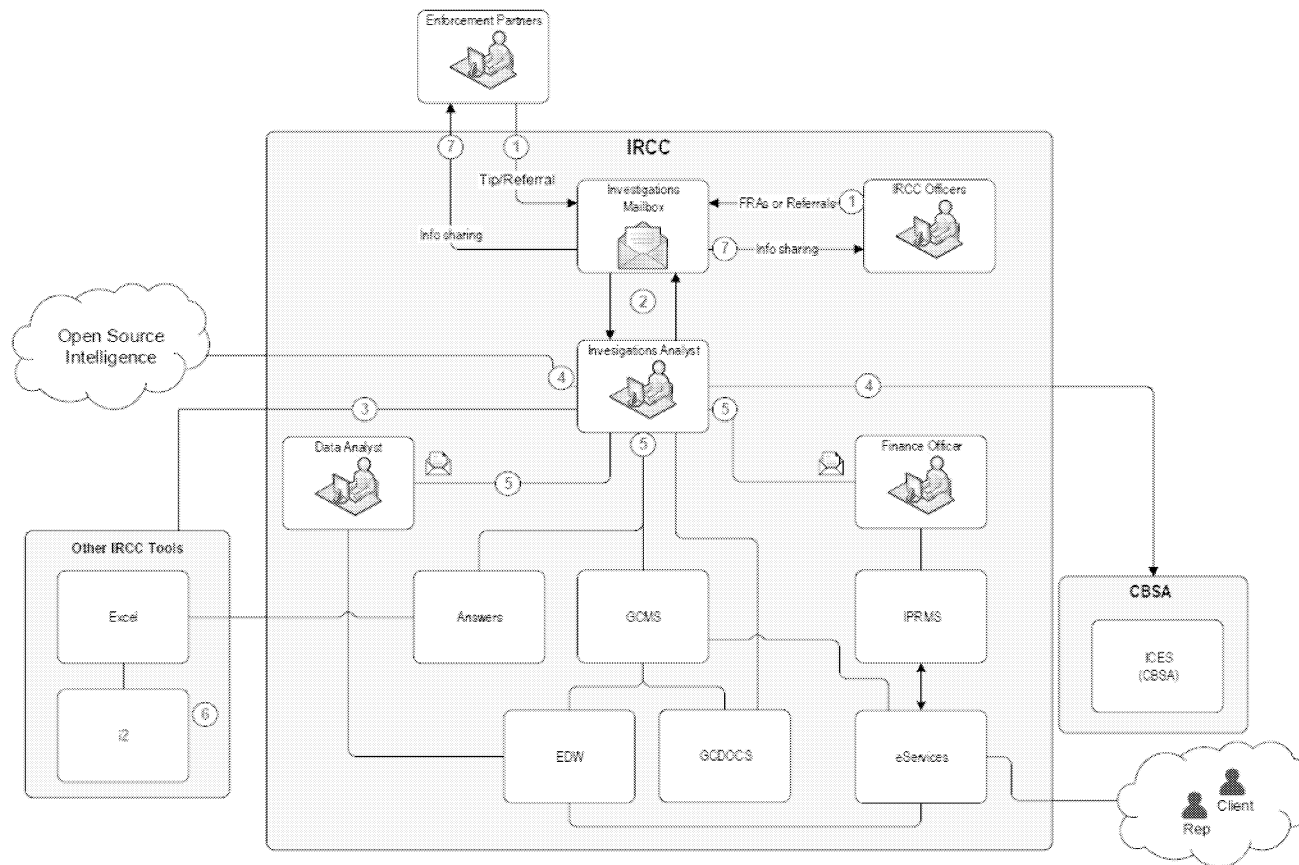 Enforcement Partners
7
1
IRCC
Tip/Referral
Investigations
Mailbox
FRAs or Referrals
1
IRCC Officers
Info sharing
7
Info sharing
2
Open Source
Intelligence
Invesigations Analyst
4
4
3
5
5
Data Analyst
5
Finance Officer
Other IRCC Tools
Excel
Answers
GCMS
IPRMS
CBSA
ICES
(CBSA)
i2
6
EDW
GCDOCS
eServices
Client
Rep